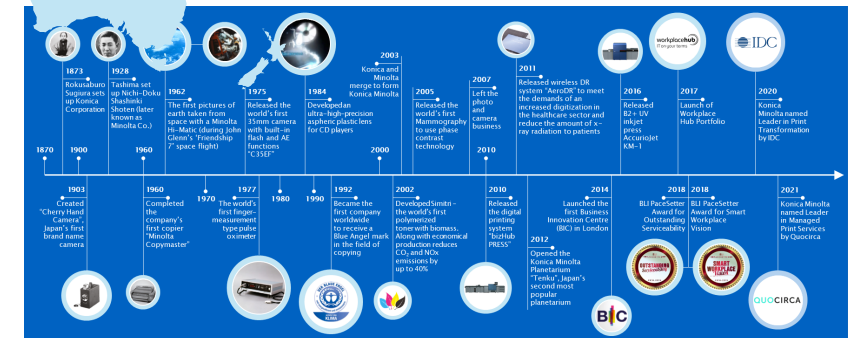 1873
Rokusaburo
Sugiura sets
up Konica
Corporation
1928
Tashima set
up Nichi-Doku
Shashinki
Shoten (later
known as
Minolta Co.)
1962
The first pictures of
earth taken from
space with a Minolta
Hi-Matic (during John
Glenn's 'Friendship
7" space flight)
1975
Released the
world's first
35mm camera
with built-in
flash and AE
functions
"C35EF"
1984
Developed an
ultra-high-precision
aspheric plastic lens
for CD players
2003
Konica and
Minolta
merge to form
Konica Minolta
2005
Released the
world's first
Mammography
to use phase
contrast
technology
2007
Left the
photo
and
camera
business
2011
Released wireless DR
system "AeroDR" to meet
the demands of an
increased digitization in
the healthcare sector and
reduce the amount of x-
ray radiation to patients
2016
Released
B2+ UV
inkjet
press
AccurioJet
KM-1
workplacehub
IT on your terms
2017
Launch of
Workplace
Hub Portfolio
IDC
2020
Konica
Minolta named
Leader in Print
Transformation
by IDC
1870
1900
1960
1970
1980
1990
2000
2010
1903
Created
"Cherry Hand
Camera",
Japan's first
brand name
camera
1960
Completed
the
company's
first copier
"Minolta
Copymaster"
1977
The world's
first finger-
measurement
type pulse
oximeter
1992
Became the
first company
worldwide
to receive a
Blue Angel mark
in the field of
copying
2002
Developed Simitri –
the world's first
polymerized
toner with biomass.
Along with economical
production reduces
CO2 and NOx
emissions by
up to 40%
2010
Released
the digital
printing
system
"bizHub
PRESS"
2012
Opened the
Konica Minolta
Planetarium
"Tenku", Japan's
second most
popular
planetarium
2014
Launched the
first Business
Innovation Centre
(BIC) in London
BIC
2018
BLI PaceSetter
Award for
Outstanding
Serviceability
OUTSTANDING
2018
BLI PaceSetter
Award for Smart
Workplace
Vision
SMART
WORKPLACE
2021
Konica Minolta
named Leader
in Managed
Print Services
by Quocirca
QUOCIRCA